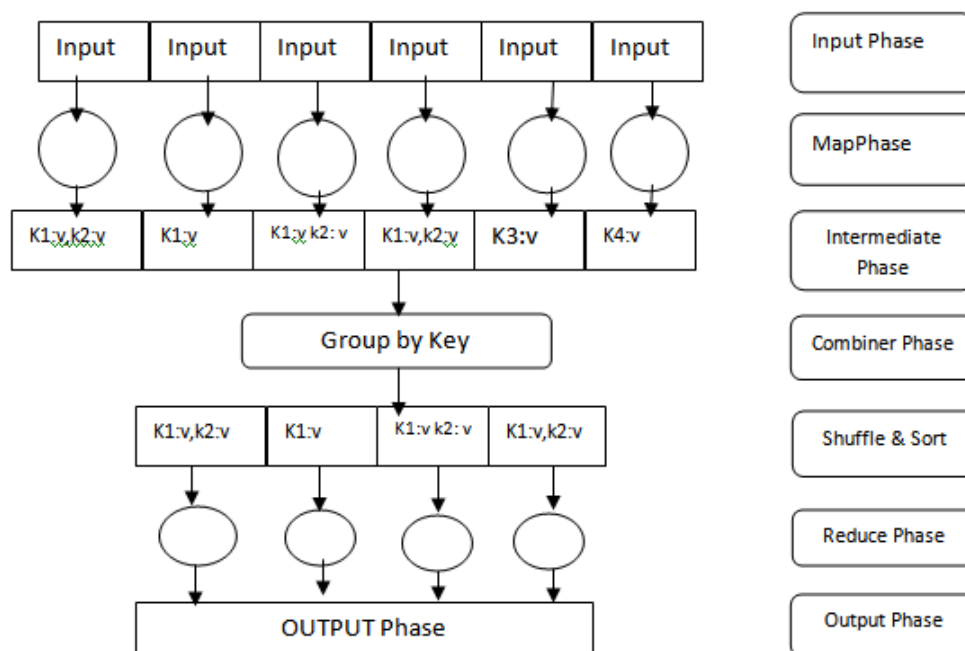 Input Input Input Input Input Input
Input Phase
MapPhase
K1:v,k2:v K1:v K1:v k2: v K1:v,k2:v K3:v K4:v
Intermediate
Phase
Group by Key
Combiner Phase
K1:v,k2:v K1:v K1:v k2: v K1:v,k2:v
Shuffle & Sort
Reduce Phase
OUTPUT Phase
Output Phase